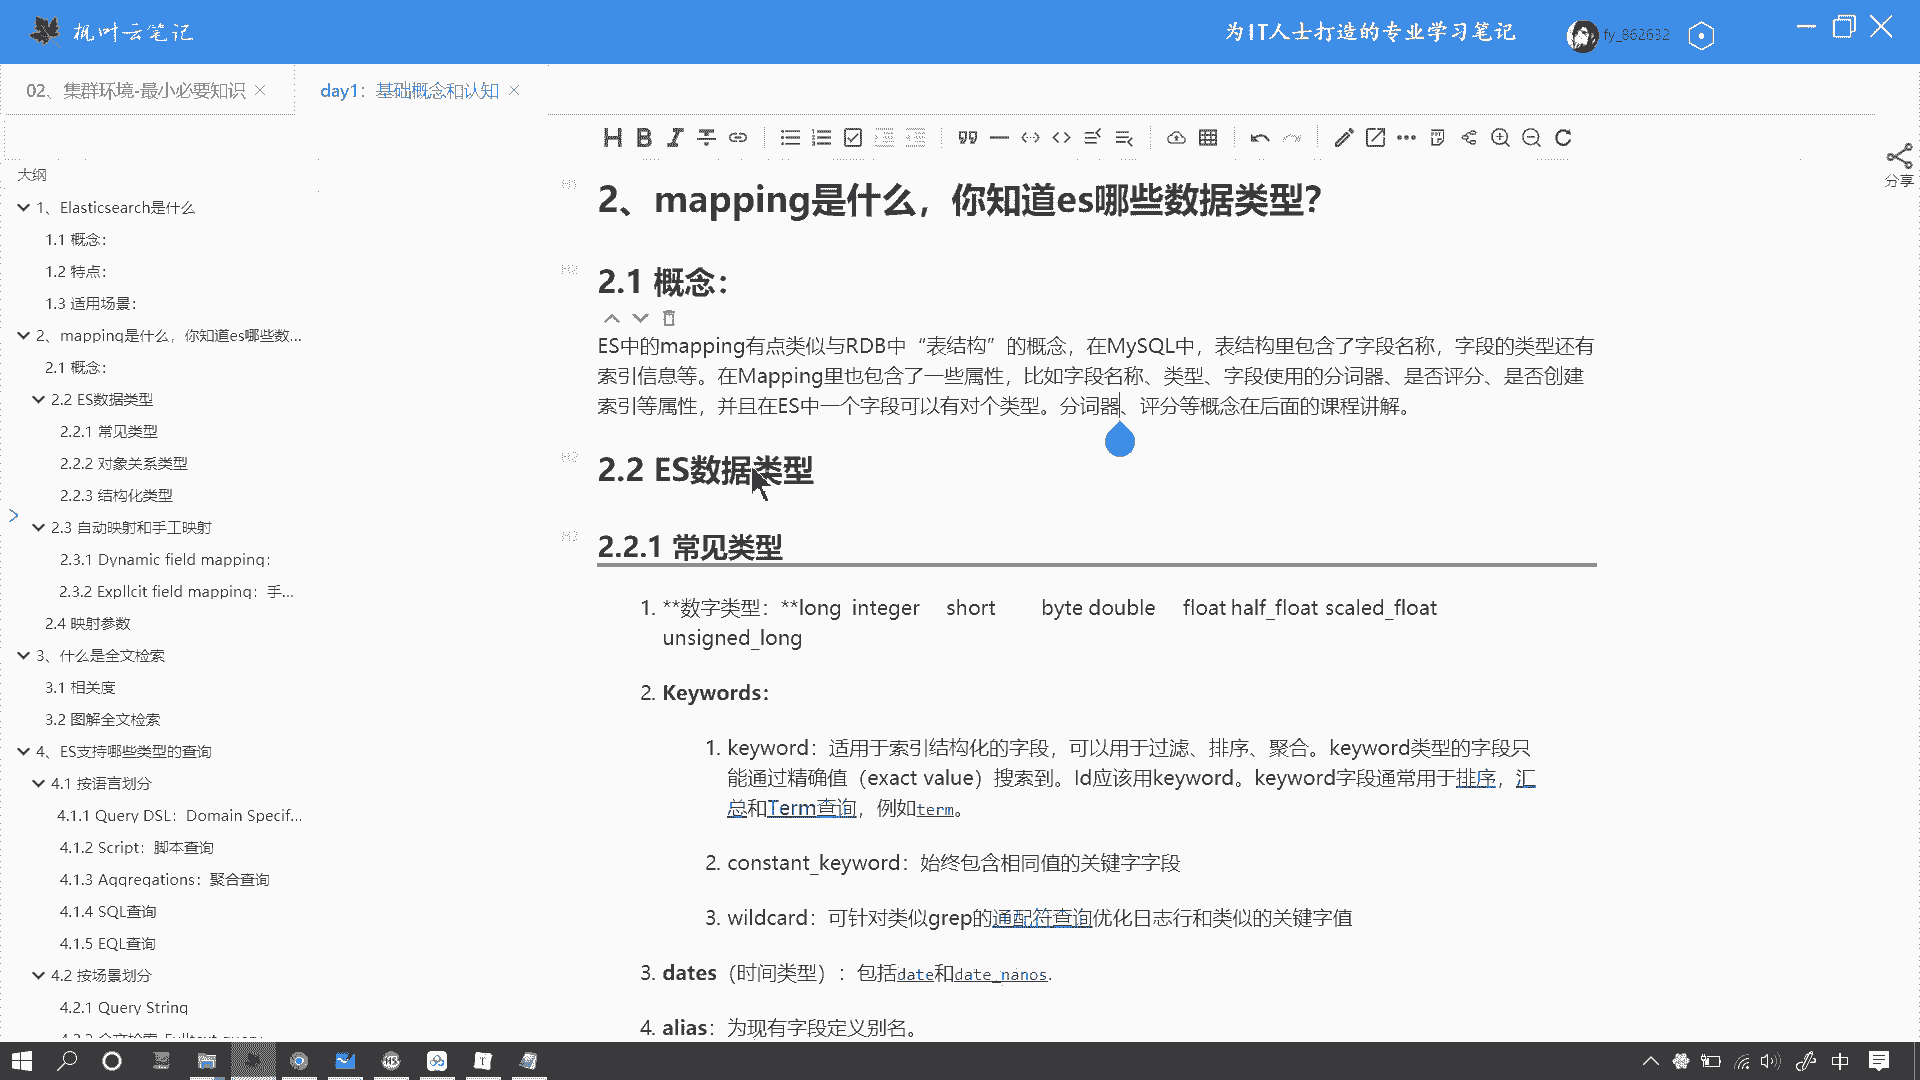 枫叶云笔记
为IT人士打造的专业学习笔记
fy_862632
02、集群环境-最小必要知识
day1：基础概念和认知
分享
大纲
1、Elasticsearch是什么
1.1 概念：
1.2 特点：
1.3 适用场景：
2、mapping是什么，你知道es哪些数...
2.1 概念：
2.2 ES数据类型
2.2.1 常见类型
2.2.2 对象关系类型
2.2.3 结构化类型
2.3 自动映射和手工映射
2.3.1 Dynamic field mapping：
2.3.2 Expllcit field mapping：手...
2.4 映射参数
3、什么是全文检索
3.1 相关度
3.2 图解全文检索
4、ES支持哪些类型的查询
4.1 按语言划分
4.1.1 Query DSL：Domain Specif...
4.1.2 Script：脚本查询
4.1.3 Aggregations：聚合查询
4.1.4 SQL查询
4.1.5 EQL查询
4.2 按场景划分
4.2.1 Query String
H1
2、mapping是什么，你知道es哪些数据类型？
H2
2.1 概念：
ES中的mapping有点类似与RDB中“表结构”的概念，在MySQL中，表结构里包含了字段名称，字段的类型还有
索引信息等。在Mapping里也包含了一些属性，比如字段名称、类型、字段使用的分词器、是否评分、是否创建
索引等属性，并且在ES中一个字段可以有对个类型。分词器、评分等概念在后面的课程讲解。
H2
2.2 ES数据类型
H3
2.2.1 常见类型
1. **数字类型：**long integer short byte double float half_float scaled_float
unsigned_long
2. Keywords：
1. keyword：适用于索引结构化的字段，可以用于过滤、排序、聚合。keyword类型的字段只
能通过精确值（exact value）搜索到。Id应该用keyword。keyword字段通常用于排序，汇
总和Term查询，例如term。
2. constant_keyword：始终包含相同值的关键字字段
3. wildcard：可针对类似grep的通配符查询优化日志行和类似的关键字值
3. dates（时间类型）：包括date和date_nanos.
4. alias：为现有字段定义别名。
中